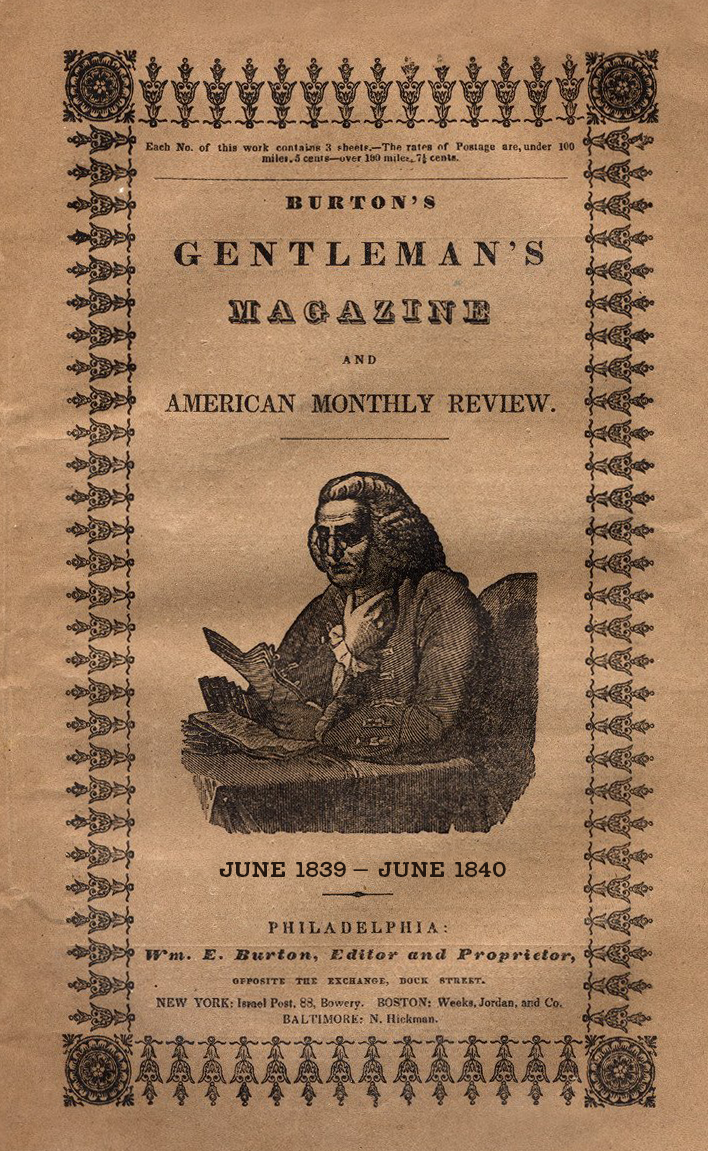 Each No. of this work contains 3 sheets.—The rates of Postage are, under 100
miles, 5 cents—over 100 miles, 7½ cents.
BURTON'S
GENTLEMAN'S
MAGAZINE
AND
AMERICAN MONTHLY REVIEW.
JUNE 1839 – JUNE 1840
PHILADELPHIA:
Wm. E. Burton, Editor and Proprietor,
OPPOSITE THE EXCHANGE, DOCK STREET.
NEW YORK: Israel Post, 88, Bowery. BOSTON: Weeks, Jordan, and Co.
BALTIMORE: N. Hickman.